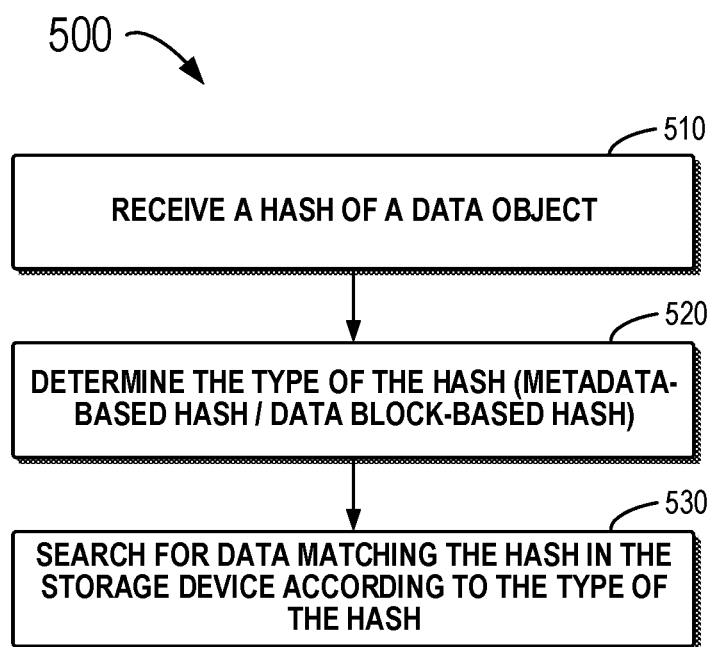 500
510
RECEIVE A HASH OF A DATA OBJECT
520
DETERMINE THE TYPE OF THE HASH (METADATA-
BASED HASH / DATA BLOCK-BASED HASH)
530
SEARCH FOR DATA MATCHING THE HASH IN THE
STORAGE DEVICE ACCORDING TO THE TYPE OF
THE HASH